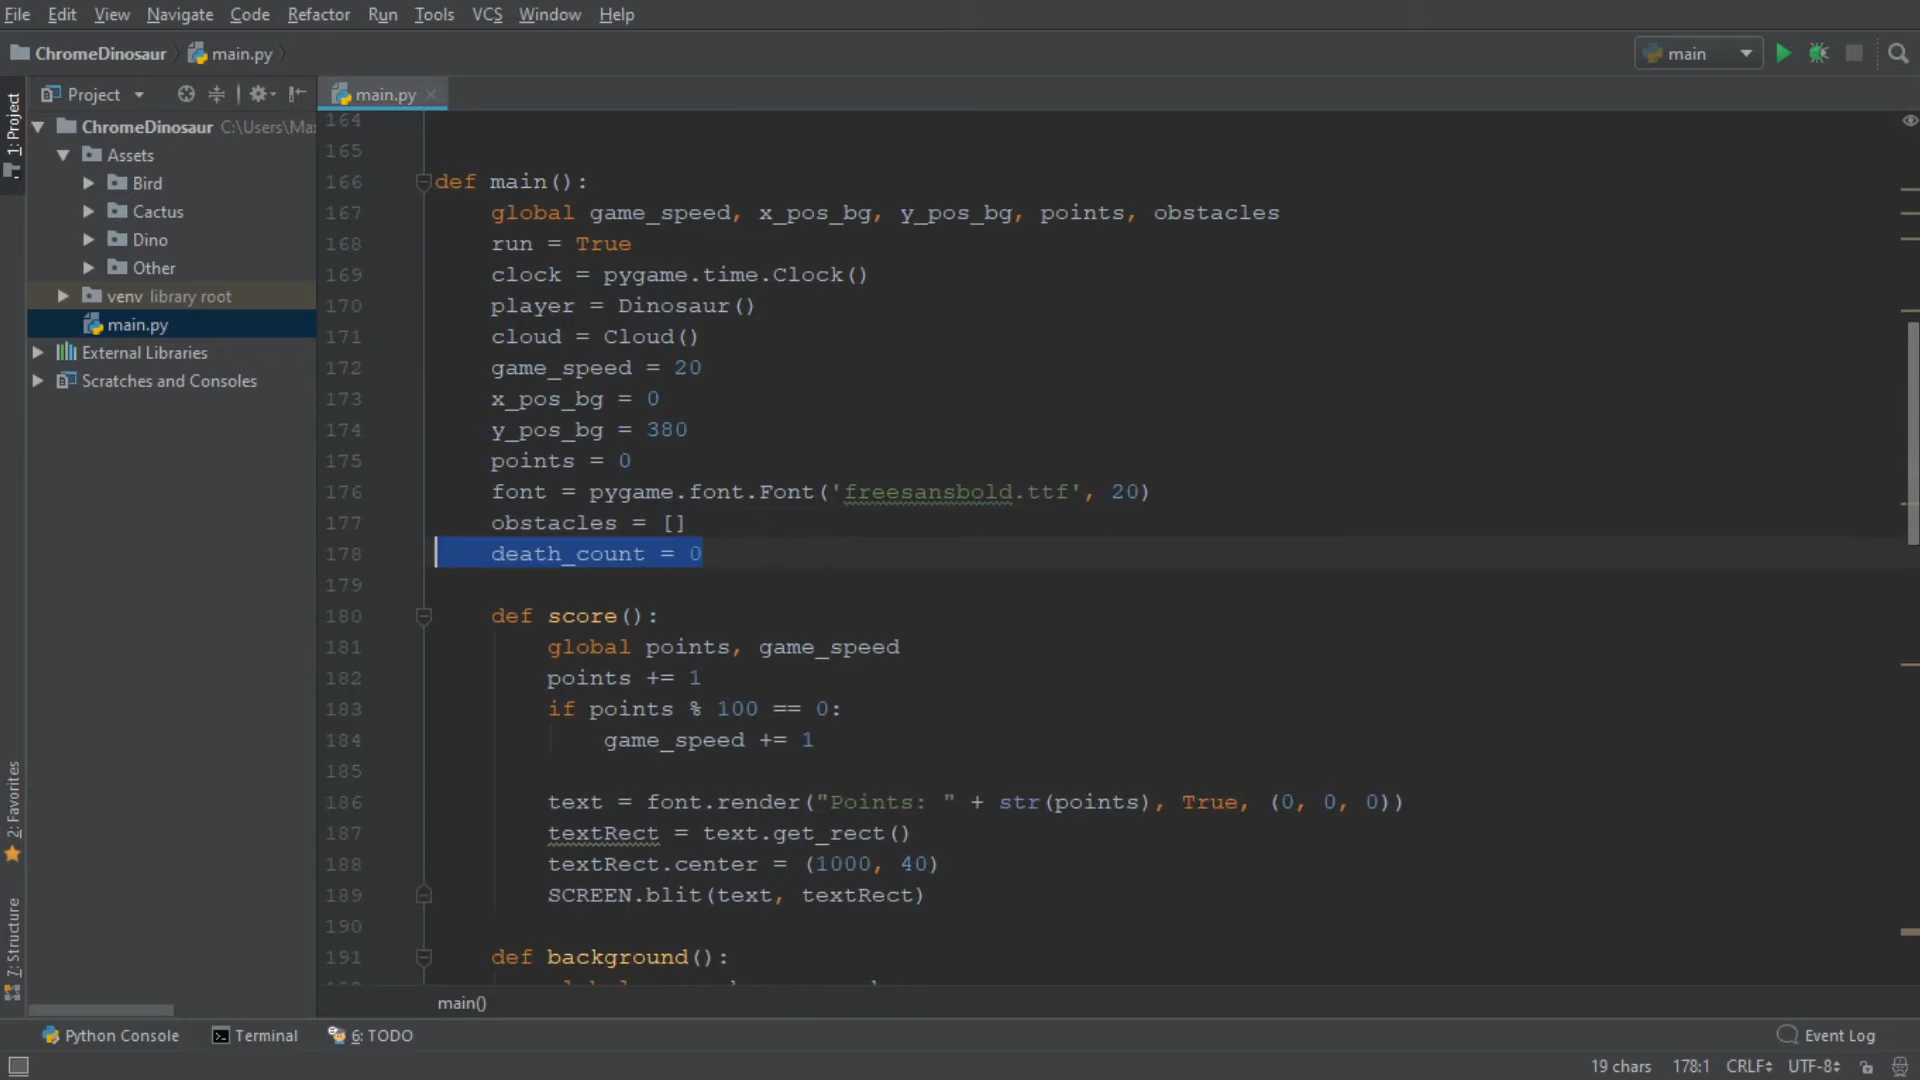 File Edit View Navigate Code Refactor Run Tools VCS Window Help
ChromeDinosaur main.py main
1: Project Project main.py
ChromeDinosaur C:\Users\Ma
Assets
Bird
Cactus
Dino
Other
venv library root
main.py
External Libraries
Scratches and Consoles
2: Favorites
7: Structure
164
165
166 def main():
167 global game_speed, x_pos_bg, y_pos_bg, points, obstacles
168 run = True
169 clock = pygame.time.Clock()
170 player = Dinosaur()
171 cloud = Cloud()
172 game_speed = 20
173 x_pos_bg = 0
174 y_pos_bg = 380
175 points = 0
176 font = pygame.font.Font('freesansbold.ttf', 20)
177 obstacles = []
178 death_count = 0
179
180 def score():
181 global points, game_speed
182 points += 1
183 if points % 100 == 0:
184 game_speed += 1
185
186 text = font.render("Points: " + str(points), True, (0, 0, 0))
187 textRect = text.get_rect()
188 textRect.center = (1000, 40)
189 SCREEN.blit(text, textRect)
190
191 def background():
main()
Python Console Terminal 6: TODO Event Log
19 chars 178:1 CRLF UTF-8